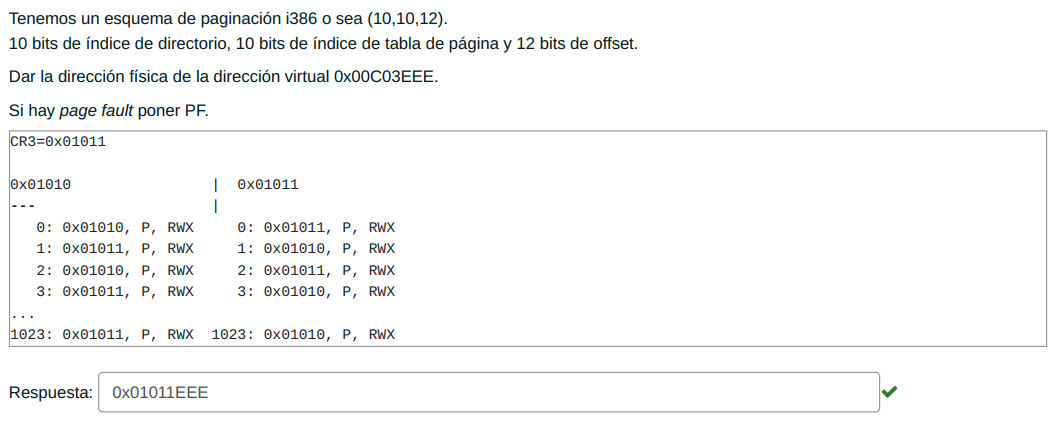 Tenemos un esquema de paginación i386 o sea (10,10,12).
10 bits de índice de directorio, 10 bits de índice de tabla de página y 12 bits de offset.
Dar la dirección física de la dirección virtual 0x00C03EEE.
Si hay page fault poner PF.
CR3=0x01011
0x01010 | 0x01011
--- |
0: 0x01010, P, RWX 0: 0x01011, P, RWX
1: 0x01011, P, RWX 1: 0x01010, P, RWX
2: 0x01010, P, RWX 2: 0x01011, P, RWX
3: 0x01011, P, RWX 3: 0x01010, P, RWX
...
1023: 0x01011, P, RWX 1023: 0x01010, P, RWX
Respuesta: 0x01011EEE